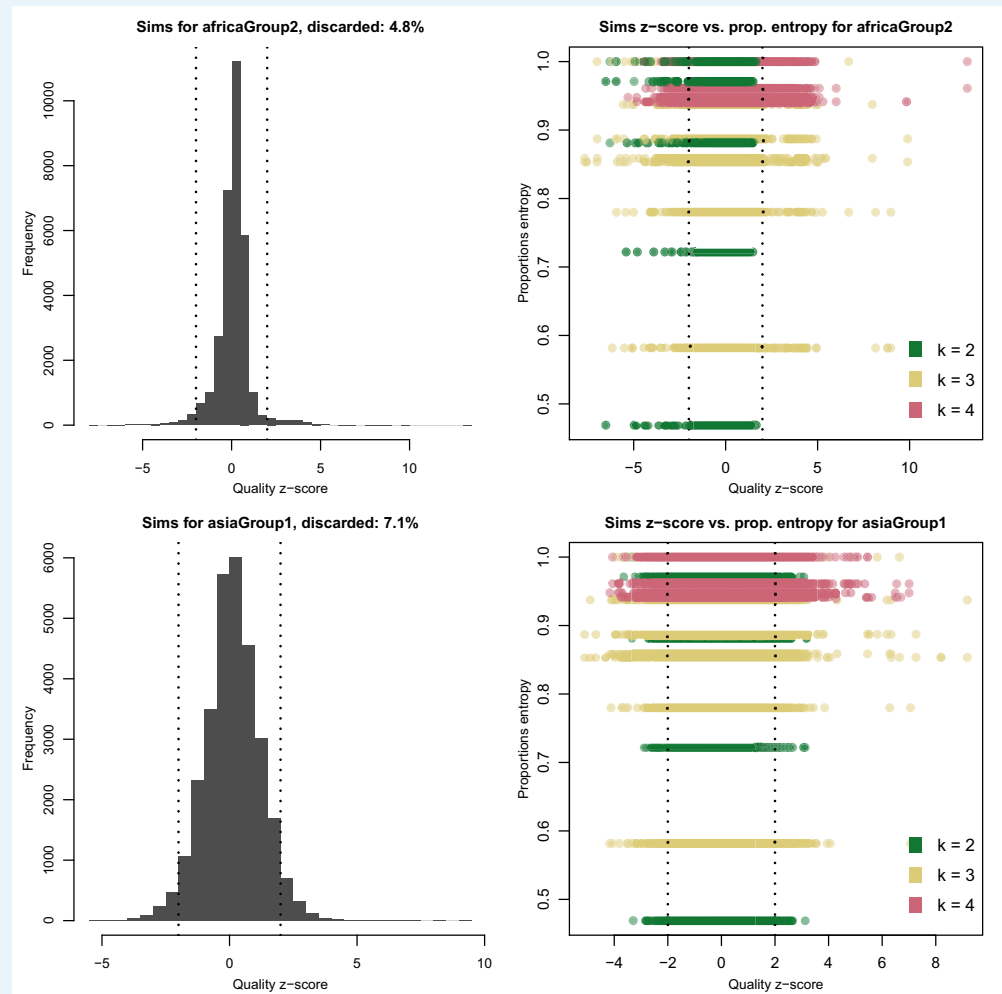 Sims for africaGroup2, discarded: 4.8%
Frequency
0 2000 4000 6000 8000 10000
−5 0 5 10
Quality z−score
Sims z−score vs. prop. entropy for africaGroup2
Proportions entropy
0.5 0.6 0.7 0.8 0.9 1.0
k = 2
k = 3
k = 4
−5 0 5 10
Quality z−score
Sims for asiaGroup1, discarded: 7.1%
Frequency
0 1000 2000 3000 4000 5000 6000
−5 0 5 10
Quality z−score
Sims z−score vs. prop. entropy for asiaGroup1
Proportions entropy
0.5 0.6 0.7 0.8 0.9 1.0
k = 2
k = 3
k = 4
−4 −2 0 2 4 6 8
Quality z−score